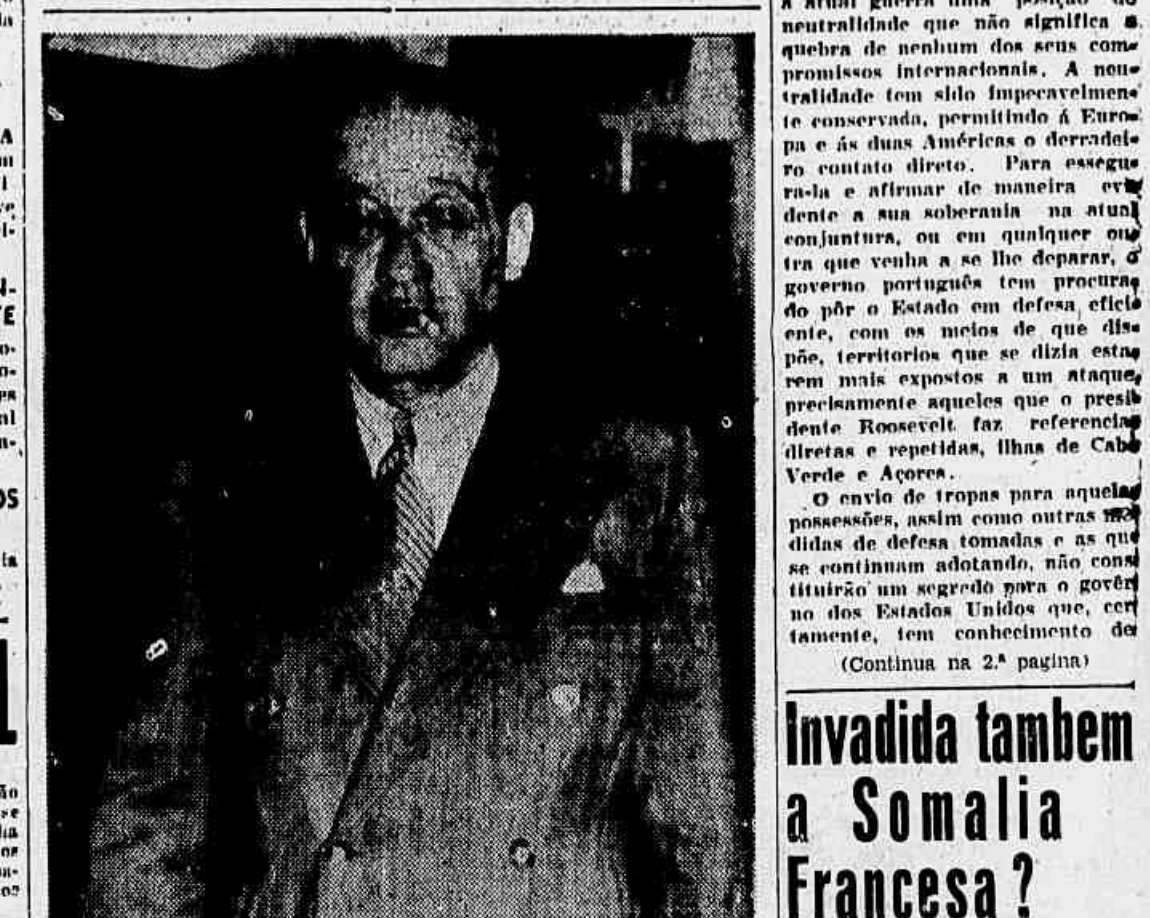 a atual guerra uma posição de
neutralidade que não significa a
quebra de nenhum dos seus com-
promissos internacionais. A neu-
tralidade tem sido impecavelmen-
te conservada, permitindo á Euro-
pa e ás duas Américas o derradei-
ro contato direto. Para essegu-
ra-la e afirmar de maneira evi-
dente a sua soberania na atual
conjuntura, ou em qualquer ou-
tra que venha a se lhe deparar, o
governo português tem procura-
do pôr o Estado em defesa efici-
ente, com os meios de que dis-
põe, territorios que se dizia esta-
rem mais expostos a um ataque,
precisamente aqueles que o presi-
dente Roosevelt faz referencias
diretas e repetidas, ilhas de Cabo
Verde e Açores.
O envio de tropas para aquelas
possessões, assim como outras me-
didas de defesa tomadas e as que
se continuam adotando, não cons-
tituirão um segredo para o govêr-
no dos Estados Unidos que, cer-
tamente, tem conhecimento de
(Continua na 2.ª pagina)
Invadida tambem
a Somalia
Francesa?